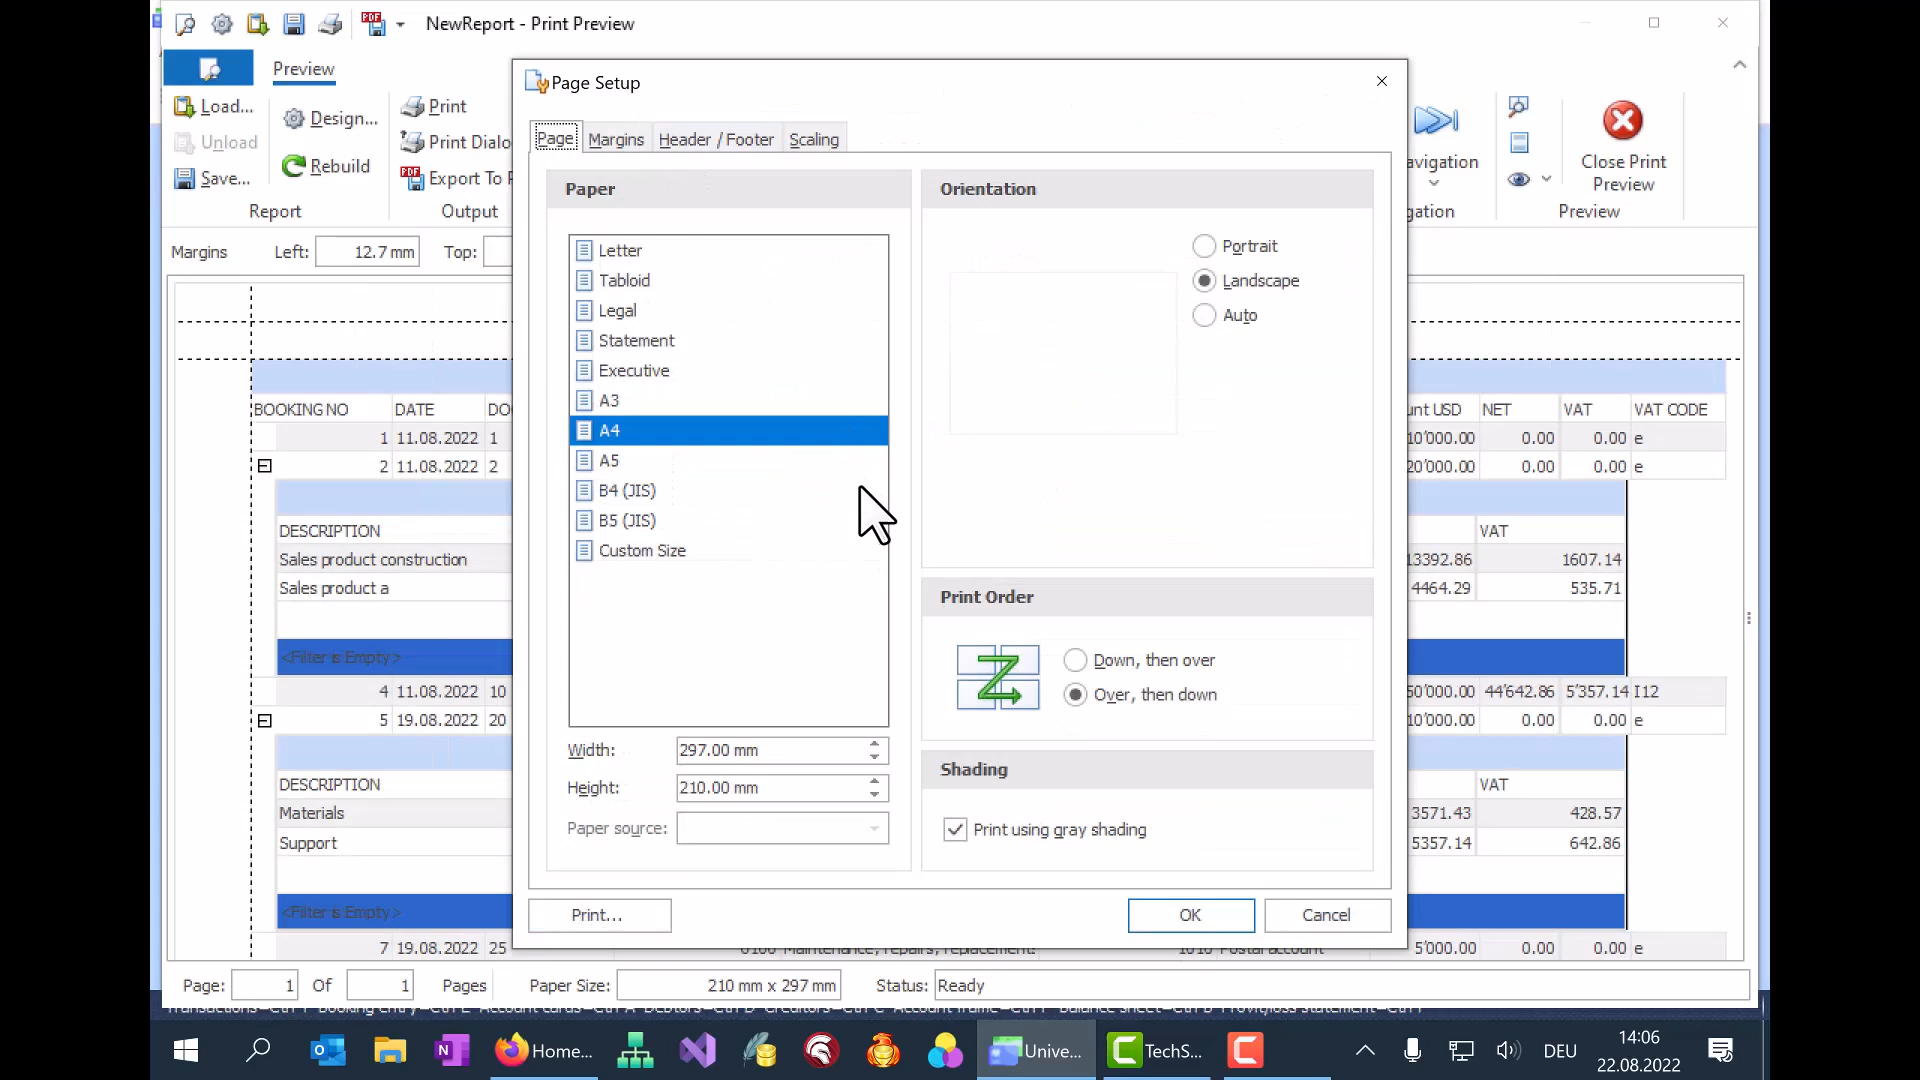 NewReport - Print Preview
Preview
Load...
Unload
Save...
Design...
Rebuild
Report
Print
Print Dialo
Export To
Output
avigation
gation
Close Print
Preview
Preview
Margins Left: 12.7 mm Top:
Page Setup
Page Margins Header / Footer Scaling
Paper
Letter
Tabloid
Legal
Statement
Executive
A3
A4
A5
B4 (JIS)
B5 (JIS)
Custom Size
Width: 297.00 mm
Height: 210.00 mm
Paper source:
Orientation
Portrait
Landscape
Auto
Print Order
Down, then over
Over, then down
Shading
Print using gray shading
Print... OK Cancel
BOOKING NO DATE DO unt USD NET VAT VAT CODE
1 11.08.2022 1 10'000.00 0.00 0.00 e
2 11.08.2022 2 20'000.00 0.00 0.00 e
DESCRIPTION VAT
Sales product construction 13392.86 1607.14
Sales product a 4464.29 535.71
<Filter is Empty>
4 11.08.2022 10 50'000.00 44'642.86 5'357.14 I12
5 19.08.2022 20 10'000.00 0.00 0.00 e
DESCRIPTION VAT
Materials 3571.43 428.57
Support 5357.14 642.86
<Filter is Empty>
7 19.08.2022 25 6100 Maintenance, repairs, replacement. 1010 Postal account 5'000.00 0.00 0.00 e
Page: 1 Of 1 Pages Paper Size: 210 mm x 297 mm Status: Ready
Home... Unive... TechS... DEU
14:06
22.08.2022